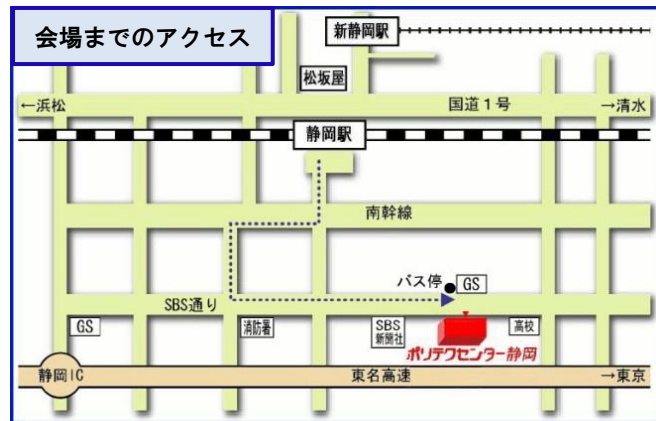 会場までのアクセス
新静岡駅
松坂屋
←浜松
国道1号
→清水
静岡駅
南幹線
バス停
GS
SBS通り
GS
消防署
SBS
新聞社
高校
ポリテクセンター静岡
静岡IC
東名高速
→東京